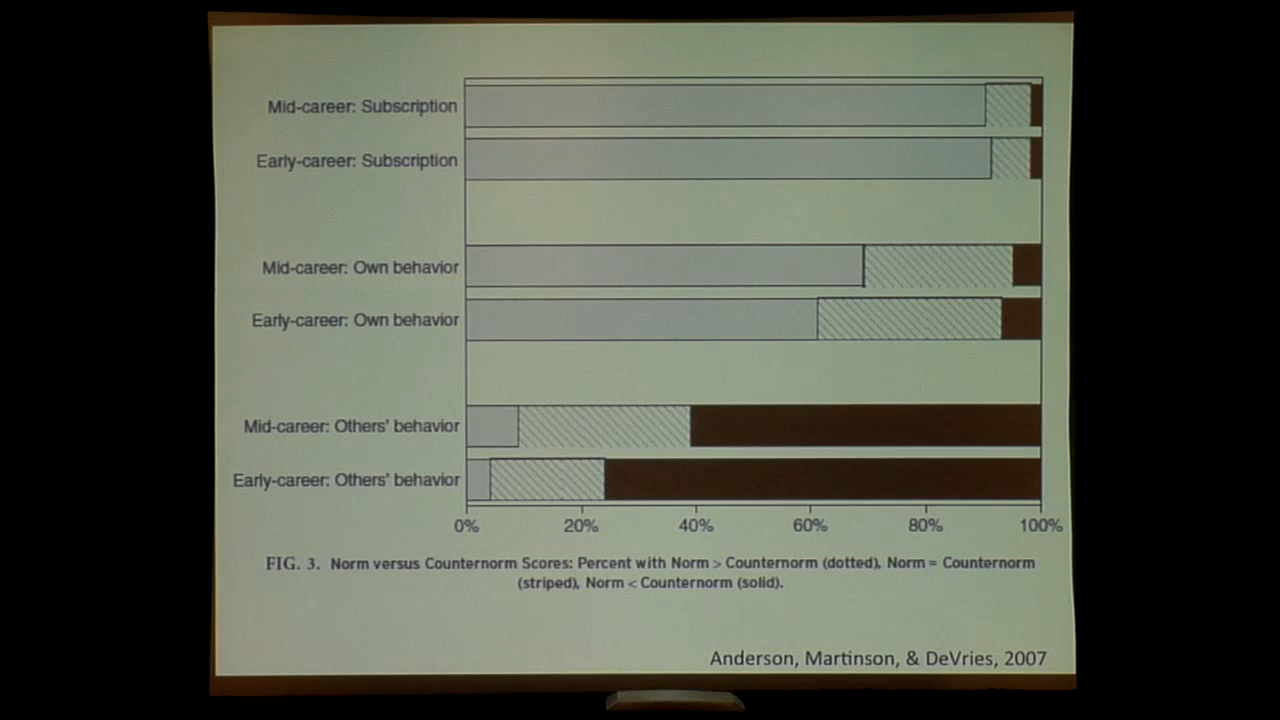 Mid-career: Subscription
Early-career: Subscription
Mid-career: Own behavior
Early-career: Own behavior
Mid-career: Others' behavior
Early-career: Others' behavior
0% 20% 40% 60% 80% 100%
FIG. 3. Norm versus Counternorm Scores: Percent with Norm > Counternorm (dotted), Norm = Counternorm
(striped), Norm < Counternorm (solid).
Anderson, Martinson, & DeVries, 2007